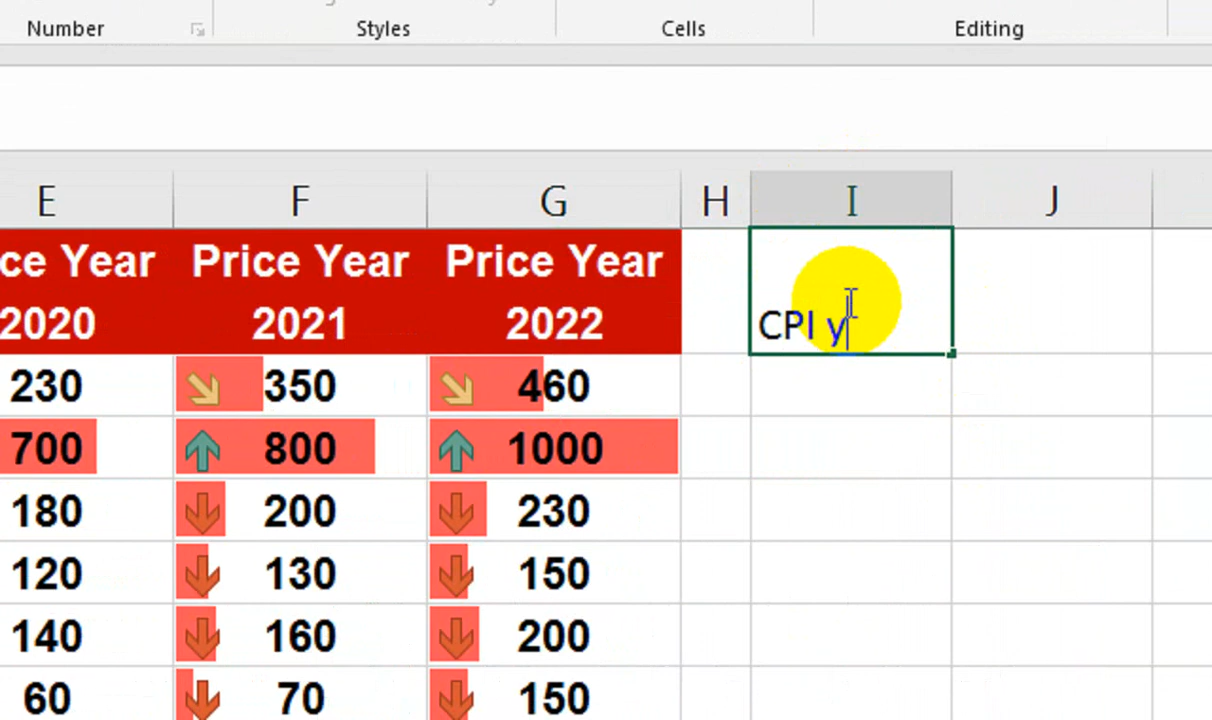 Number Styles Cells Editing
E F G H I J
ce Year Price Year Price Year
2020 2021 2022 CPI y
230 350 460
700 800 1000
180 200 230
120 130 150
140 160 200
60 70 150